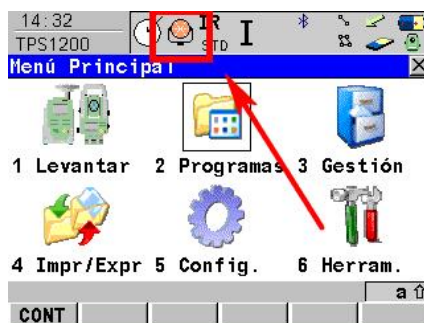 14:32
TPS1200
IR
STD
I
Menú Principal
X
1 Levantar 2 Programas 3 Gestión
4 Impr/Expr 5 Config. 6 Herram.
a
CONT